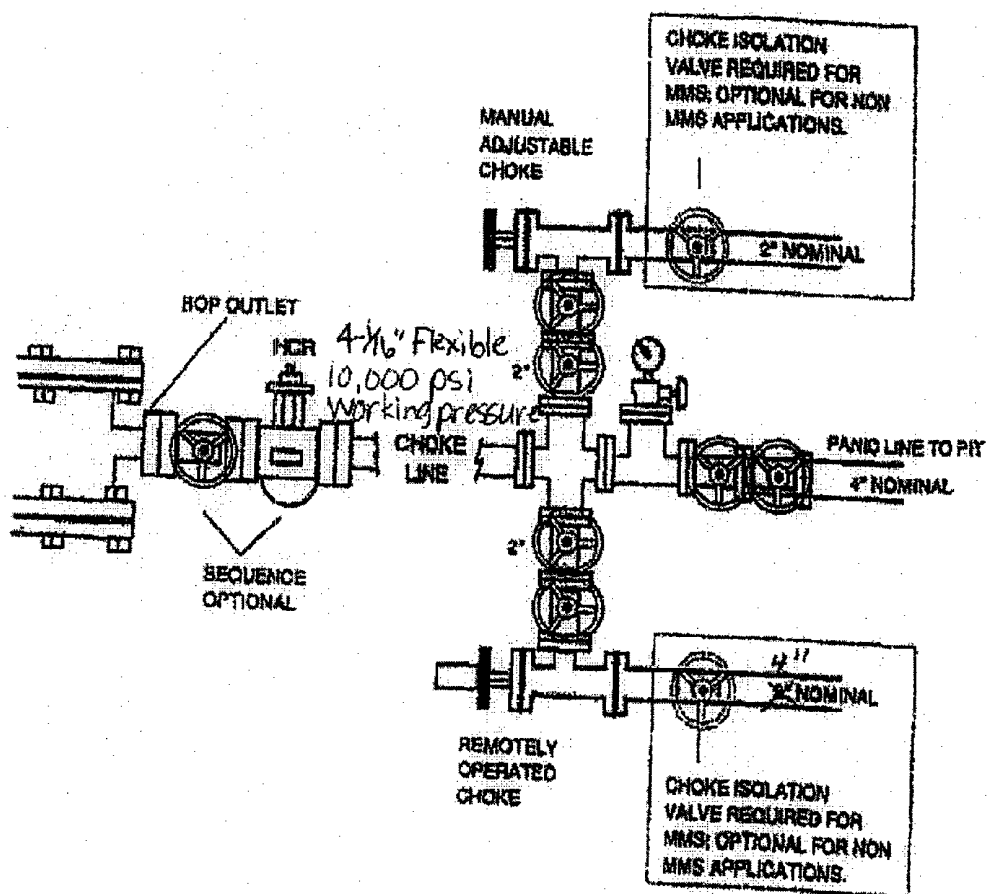 CHOKE ISOLATION
VALVE REQUIRED FOR
MMS; OPTIONAL FOR NON
MMS APPLICATIONS.
MANUAL
ADJUSTABLE
CHOKE
2" NOMINAL
BOP OUTLET
HCR
4-1/16" Flexible
10,000 psi
Working pressure
2"
CHOKE
LINE
PANIC LINE TO PIT
4" NOMINAL
2"
SEQUENCE
OPTIONAL
4"
NOMINAL
REMOTELY
OPERATED
CHOKE
CHOKE ISOLATION
VALVE REQUIRED FOR
MMS; OPTIONAL FOR NON
MMS APPLICATIONS.